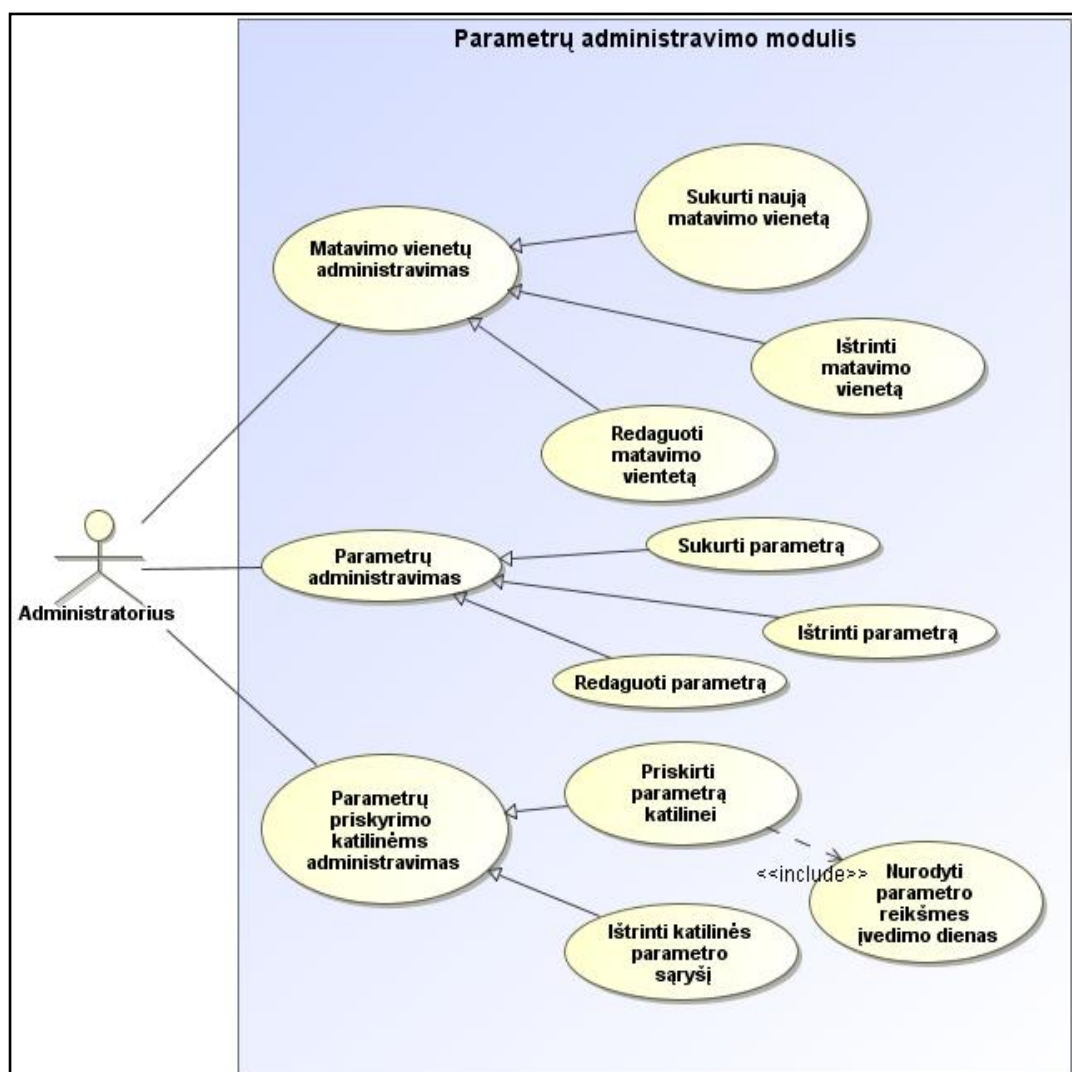 Parametrų administravimo modulis
Sukurti naują
matavimo vienetą
Matavimo vienetų
administravimas
Ištrinti
matavimo
vienetą
Redaguoti
matavimo
vientetą
Sukurti parametrą
Parametrų
administravimas
Administratorius
Ištrinti parametrą
Redaguoti parametrą
Priskirti
parametrą
katilinei
Parametrų
priskyrimo
katilinėms
administravimas
<<include>>
Nurodyti
parametro
reikšmes
įvedimo dienas
Ištrinti katilinės
parametro
sąryšį